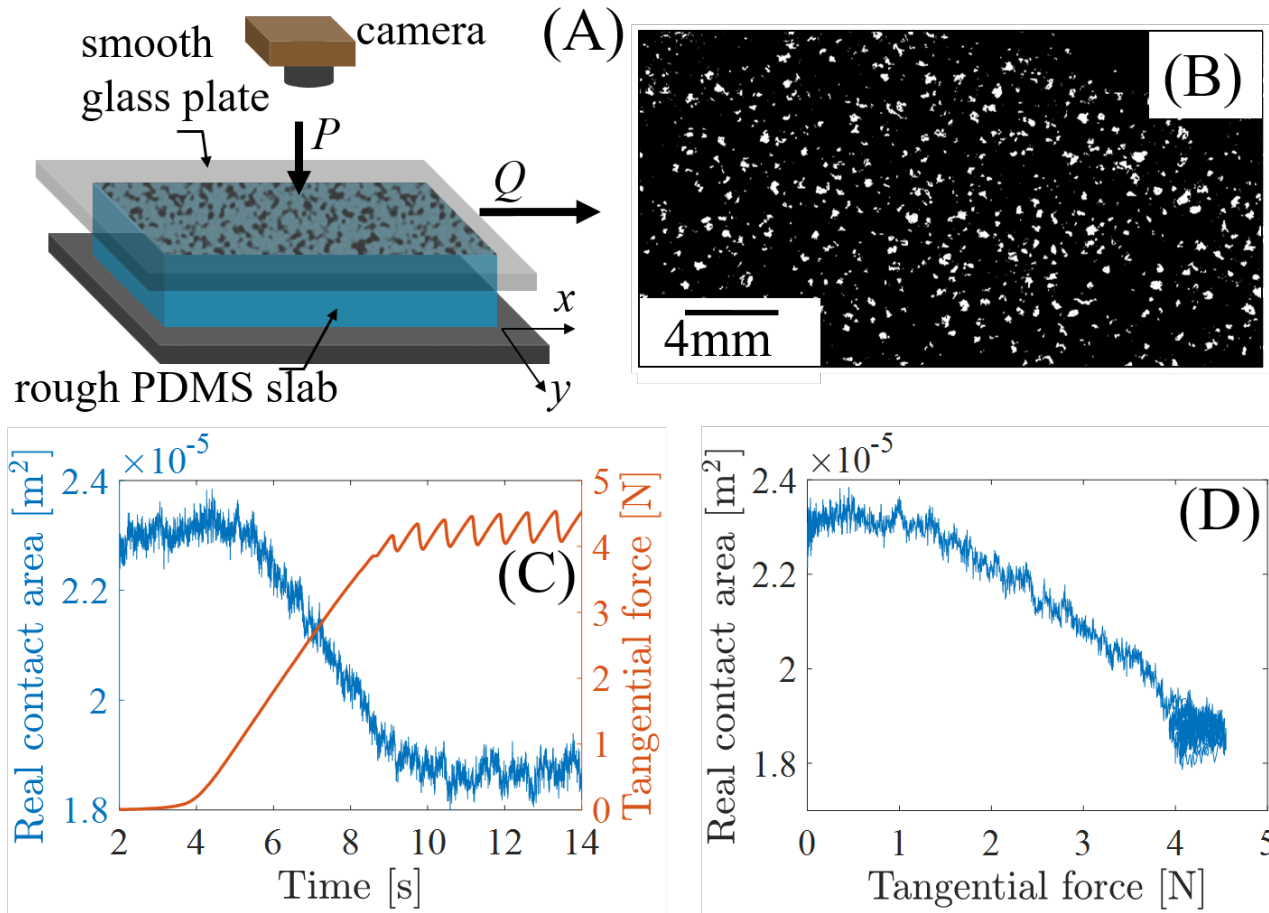 smooth
glass plate
camera
(A)
P
Q
x
y
rough PDMS slab
(B)
4mm
×10⁻⁵
Real contact area [m²]
2.4
2.2
2
1.8
5
4
3
2
1
0
Tangential force [N]
(C)
2 4 6 8 10 12 14
Time [s]
×10⁻⁵
Real contact area [m²]
2.4
2.2
2
1.8
(D)
0 1 2 3 4 5
Tangential force [N]